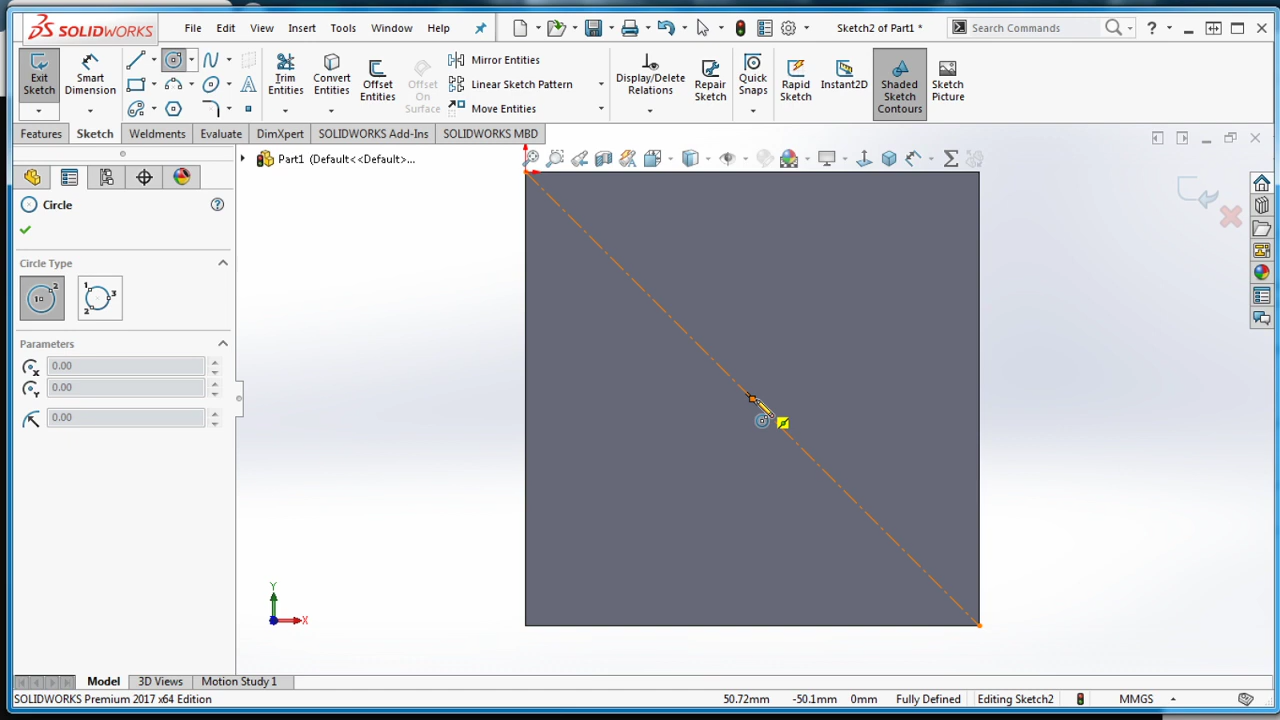 SOLIDWORKS File Edit View Insert Tools Window Help Sketch2 of Part1 * Search Commands ?
Exit Sketch
Smart Dimension
Trim Entities
Convert Entities
Offset Entities
Offset On Surface
Mirror Entities
Linear Sketch Pattern
Move Entities
Display/Delete Relations
Repair Sketch
Quick Snaps
Rapid Sketch
Instant2D
Shaded Sketch Contours
Sketch Picture
Features Sketch Weldments Evaluate DimXpert SOLIDWORKS Add-Ins SOLIDWORKS MBD
Part1 (Default<<Default>...
Circle ?
Circle Type
Parameters
0.00
0.00
0.00
Y
X
Model 3D Views Motion Study 1
SOLIDWORKS Premium 2017 x64 Edition 50.72mm -50.1mm 0mm Fully Defined Editing Sketch2 MMGS